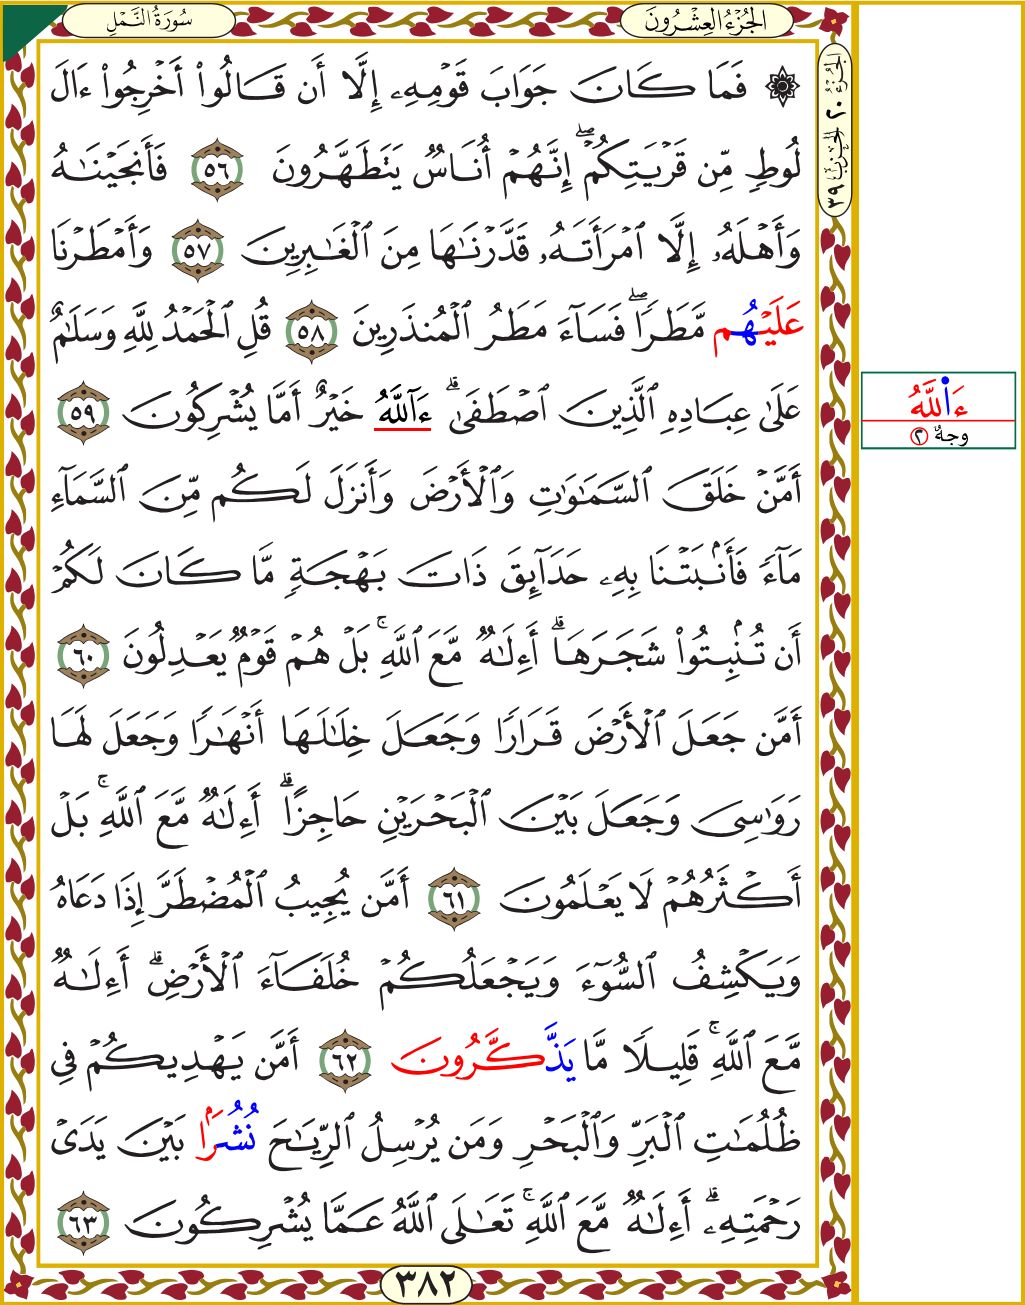 سُورَةُ النَّمْلِ
الجُزْءُ العِشْرُونَ
الجُزْءُ ٢٠ الحِزْبُ ٣٩
۞ فَمَا كَانَ جَوَابَ قَوْمِهِۦٓ إِلَّآ أَن قَالُوٓا۟ أَخْرِجُوٓا۟ ءَالَ
لُوطٍ مِّن قَرْيَتِكُمْ ۖ إِنَّهُمْ أُنَاسٌ يَتَطَهَّرُونَ ٥٦ فَأَنجَيْنَـٰهُ
وَأَهْلَهُۥٓ إِلَّا ٱمْرَأَتَهُۥ قَدَّرْنَـٰهَا مِنَ ٱلْغَـٰبِرِينَ ٥٧ وَأَمْطَرْنَا
عَلَيْهُم مَّطَرًا ۖ فَسَآءَ مَطَرُ ٱلْمُنذَرِينَ ٥٨ قُلِ ٱلْحَمْدُ لِلَّهِ وَسَلَـٰمٌ
عَلَىٰ عِبَادِهِ ٱلَّذِينَ ٱصْطَفَىٰٓ ۗ ءَآللَّهُ خَيْرٌ أَمَّا يُشْرِكُونَ ٥٩
ءَا۬للَّهُ
وجهٌ ٢
أَمَّنْ خَلَقَ ٱلسَّمَـٰوَٰتِ وَٱلْأَرْضَ وَأَنزَلَ لَكُم مِّنَ ٱلسَّمَآءِ
مَآءً فَأَنۢبَتْنَا بِهِۦ حَدَآئِقَ ذَاتَ بَهْجَةٍ مَّا كَانَ لَكُمْ
أَن تُنۢبِتُوا۟ شَجَرَهَآ ۗ أَءِلَـٰهٌ مَّعَ ٱللَّهِ ۚ بَلْ هُمْ قَوْمٌ يَعْدِلُونَ ٦٠
أَمَّن جَعَلَ ٱلْأَرْضَ قَرَارًا وَجَعَلَ خِلَـٰلَهَآ أَنْهَـٰرًا وَجَعَلَ لَهَا
رَوَٰسِىَ وَجَعَلَ بَيْنَ ٱلْبَحْرَيْنِ حَاجِزًا ۗ أَءِلَـٰهٌ مَّعَ ٱللَّهِ ۚ بَلْ
أَكْثَرُهُمْ لَا يَعْلَمُونَ ٦١ أَمَّن يُجِيبُ ٱلْمُضْطَرَّ إِذَا دَعَاهُ
وَيَكْشِفُ ٱلسُّوٓءَ وَيَجْعَلُكُمْ خُلَفَآءَ ٱلْأَرْضِ ۗ أَءِلَـٰهٌ
مَّعَ ٱللَّهِ ۚ قَلِيلًا مَّا يَذَّكَّرُونَ ٦٢ أَمَّن يَهْدِيكُمْ فِى
ظُلُمَـٰتِ ٱلْبَرِّ وَٱلْبَحْرِ وَمَن يُرْسِلُ ٱلرِّيَـٰحَ نُشُرًۢا بَيْنَ يَدَىْ
رَحْمَتِهِۦٓ ۗ أَءِلَـٰهٌ مَّعَ ٱللَّهِ ۚ تَعَـٰلَى ٱللَّهُ عَمَّا يُشْرِكُونَ ٦٣
٣٨٢